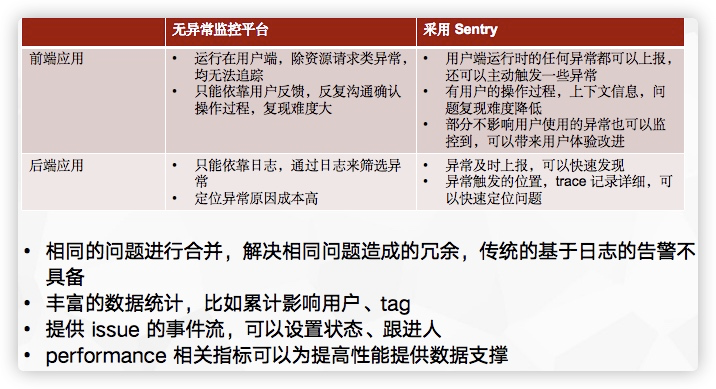 无异常监控平台
采用 Sentry
前端应用
• 运行在用户端，除资源请求类异常，
均无法追踪
• 只能依靠用户反馈，反复沟通确认
操作过程，复现难度大
• 用户端运行时的任何异常都可以上报，
还可以主动触发一些异常
• 有用户的操作过程，上下文信息，问
题复现难度降低
• 部分不影响用户使用的异常也可以监
控到，可以带来用户体验改进
后端应用
• 只能依靠日志，通过日志来筛选异
常
• 定位异常原因成本高
• 异常及时上报，可以快速发现
• 异常触发的位置，trace 记录详细，可
以快速定位问题
• 相同的问题进行合并，解决相同问题造成的冗余，传统的基于日志的告警不
具备
• 丰富的数据统计，比如累计影响用户、tag
• 提供 issue 的事件流，可以设置状态、跟进人
• performance 相关指标可以为提高性能提供数据支撑